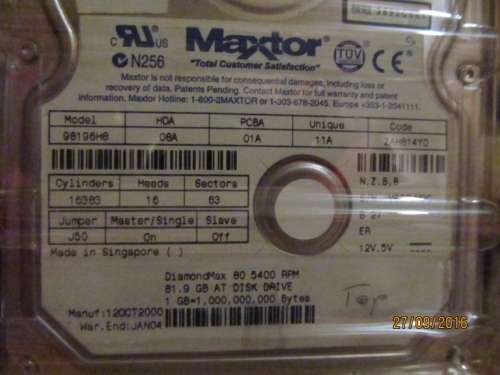 c UL US
Maxtor
TÜV
CE
N256
"Total Customer Satisfaction"
Maxtor is not responsible for consequential damages, including loss or
recovery of data. Patents Pending. Contact Maxtor for full warranty and patent
information. Maxtor Hotline: 1-800-2MAXTOR or 1-303-678-2045. Europe +353-1-2041111.
Model HDA PCBA Unique Code
98196H8 08A 01A 11A ZAH814Y0
Cylinders Heads Sectors
16383 16 63
N,Z,B,B
Jumper Master/Single Slave
J50 On Off
ER
12V,5V
Made in Singapore ( )
DiamondMax 80 5400 RPM
81.9 GB AT DISK DRIVE
1 GB=1,000,000,000 Bytes
Top
Manuf:120OT2000
War.End:JAN04
27/09/2016